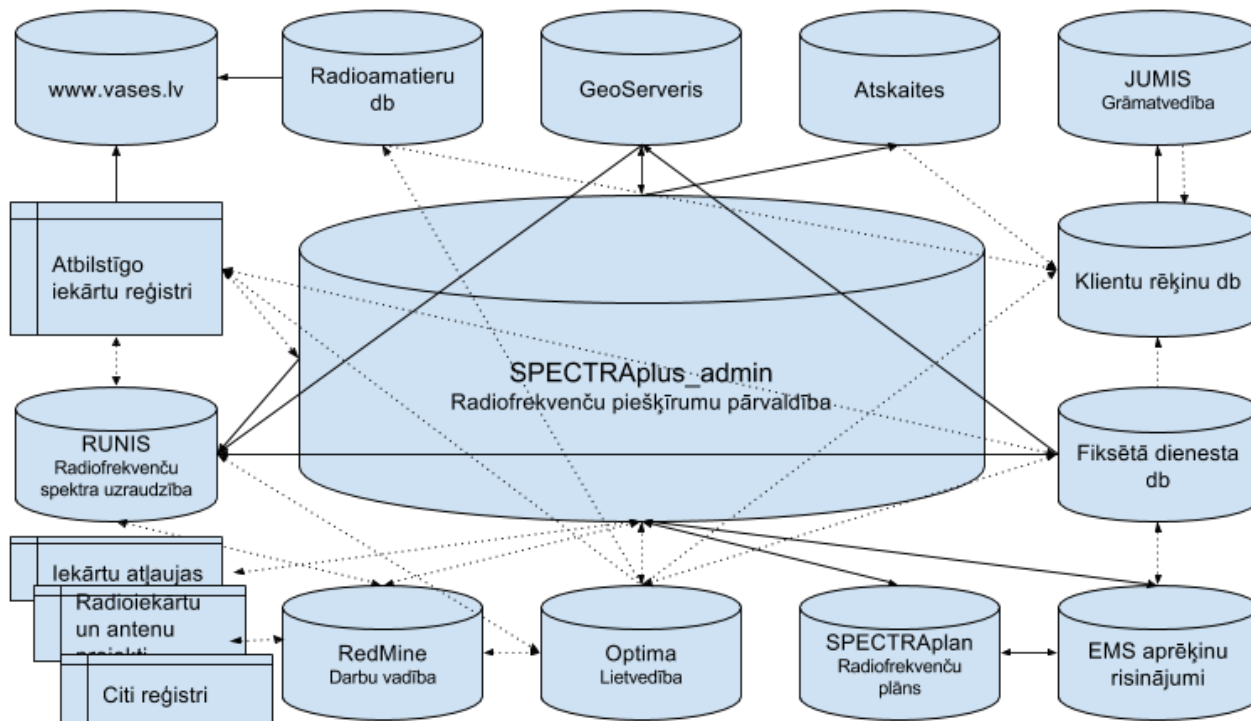 www.vases.lv
Radioamatieru
db
GeoServeris
Atskaites
JUMIS
Grāmatvedība
Atbilstīgo
iekārtu reģistri
Klientu rēķinu db
SPECTRAplus_admin
Radiofrekvenču piešķīrumu pārvaldība
RUNIS
Radiofrekvenču
spektra uzraudzība
Fiksētā dienesta
db
Iekārtu atļaujas
Radioiekārtu
un antenu
projekti
Citi reģistri
RedMine
Darbu vadība
Optima
Lietvedība
SPECTRAplan
Radiofrekvenču
plāns
EMS aprēķinu
risinājumi